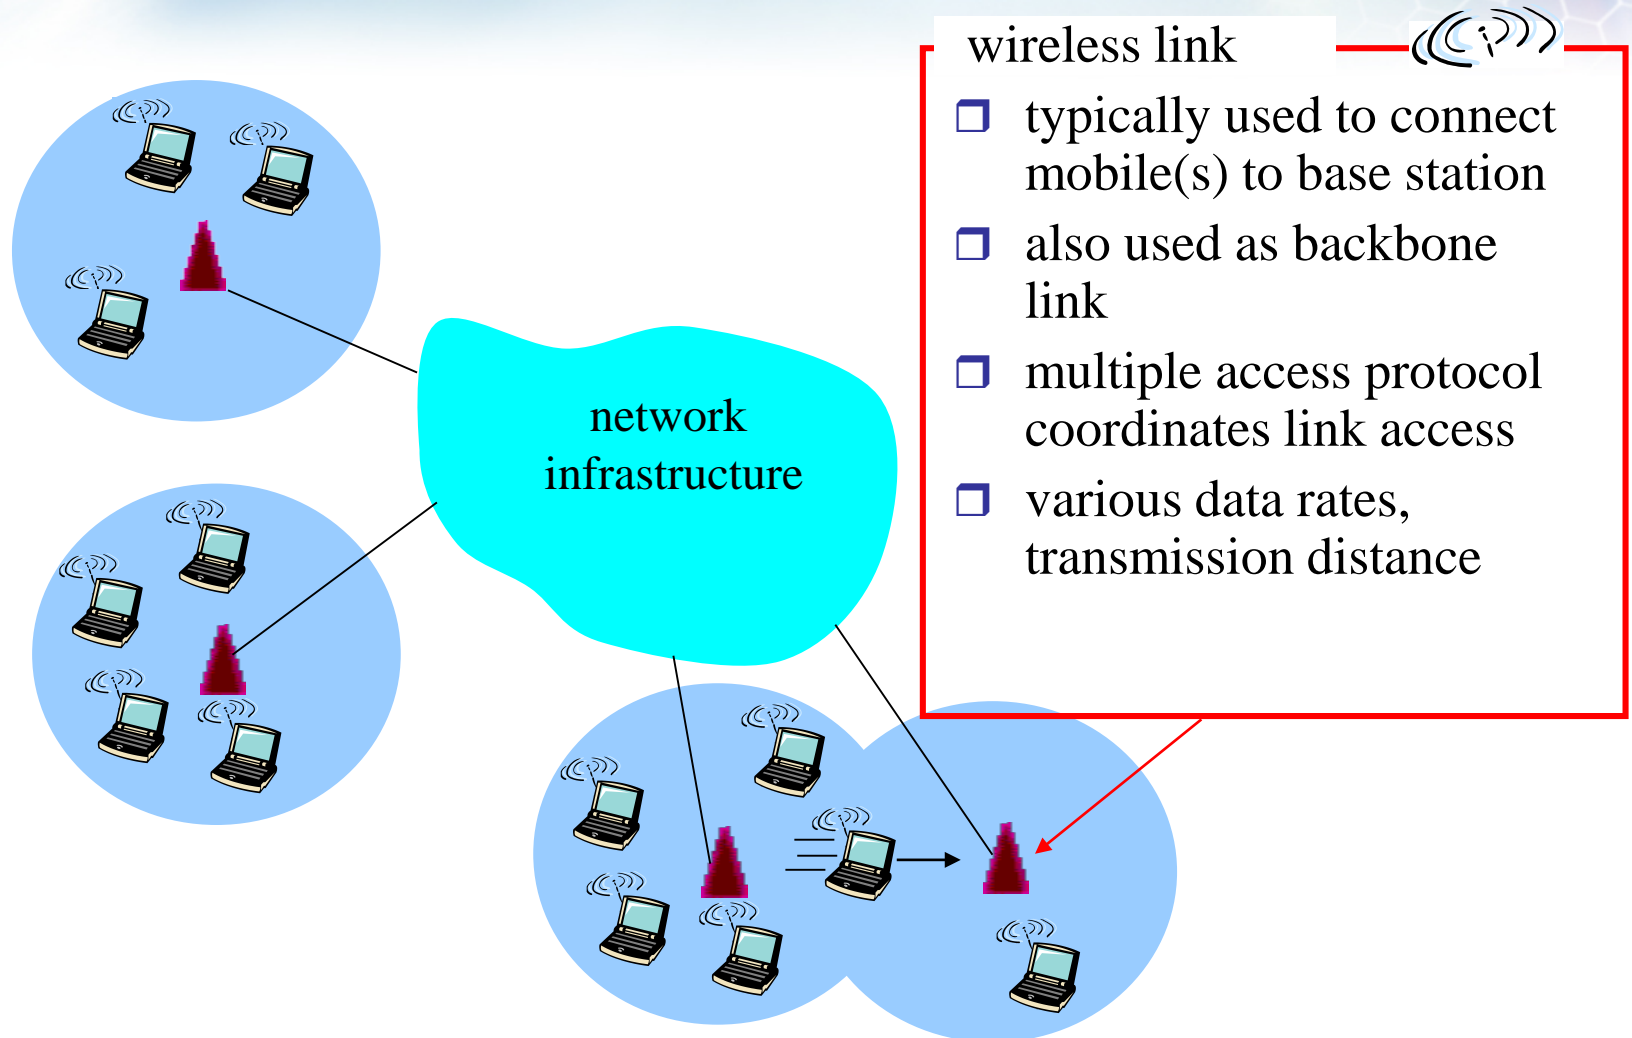 wireless link
typically used to connect
mobile(s) to base station
also used as backbone
link
multiple access protocol
coordinates link access
various data rates,
transmission distance
network
infrastructure